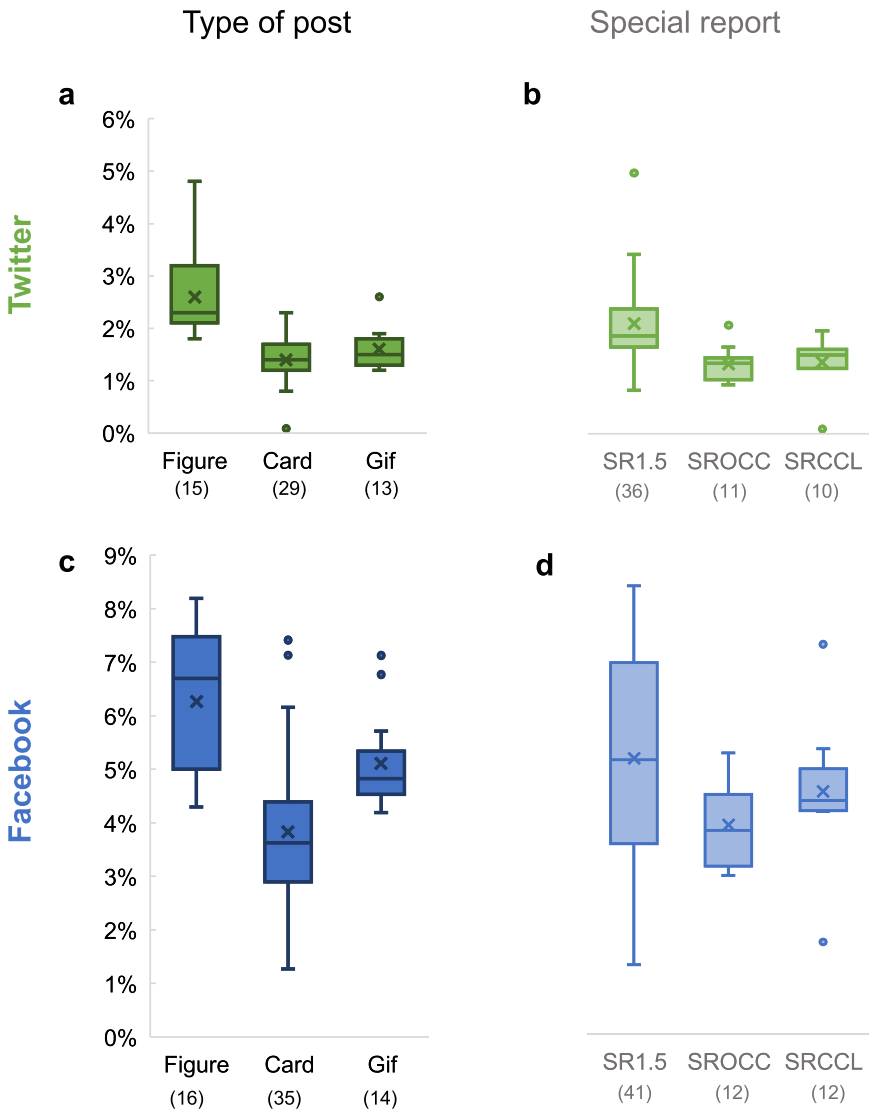 Type of post
Special report
a
b
Twitter
6%
5%
4%
3%
2%
1%
0%
Figure Card Gif
(15) (29) (13)
SR1.5 SROCC SRCCL
(36) (11) (10)
c
d
Facebook
9%
8%
7%
6%
5%
4%
3%
2%
1%
0%
Figure Card Gif
(16) (35) (14)
SR1.5 SROCC SRCCL
(41) (12) (12)